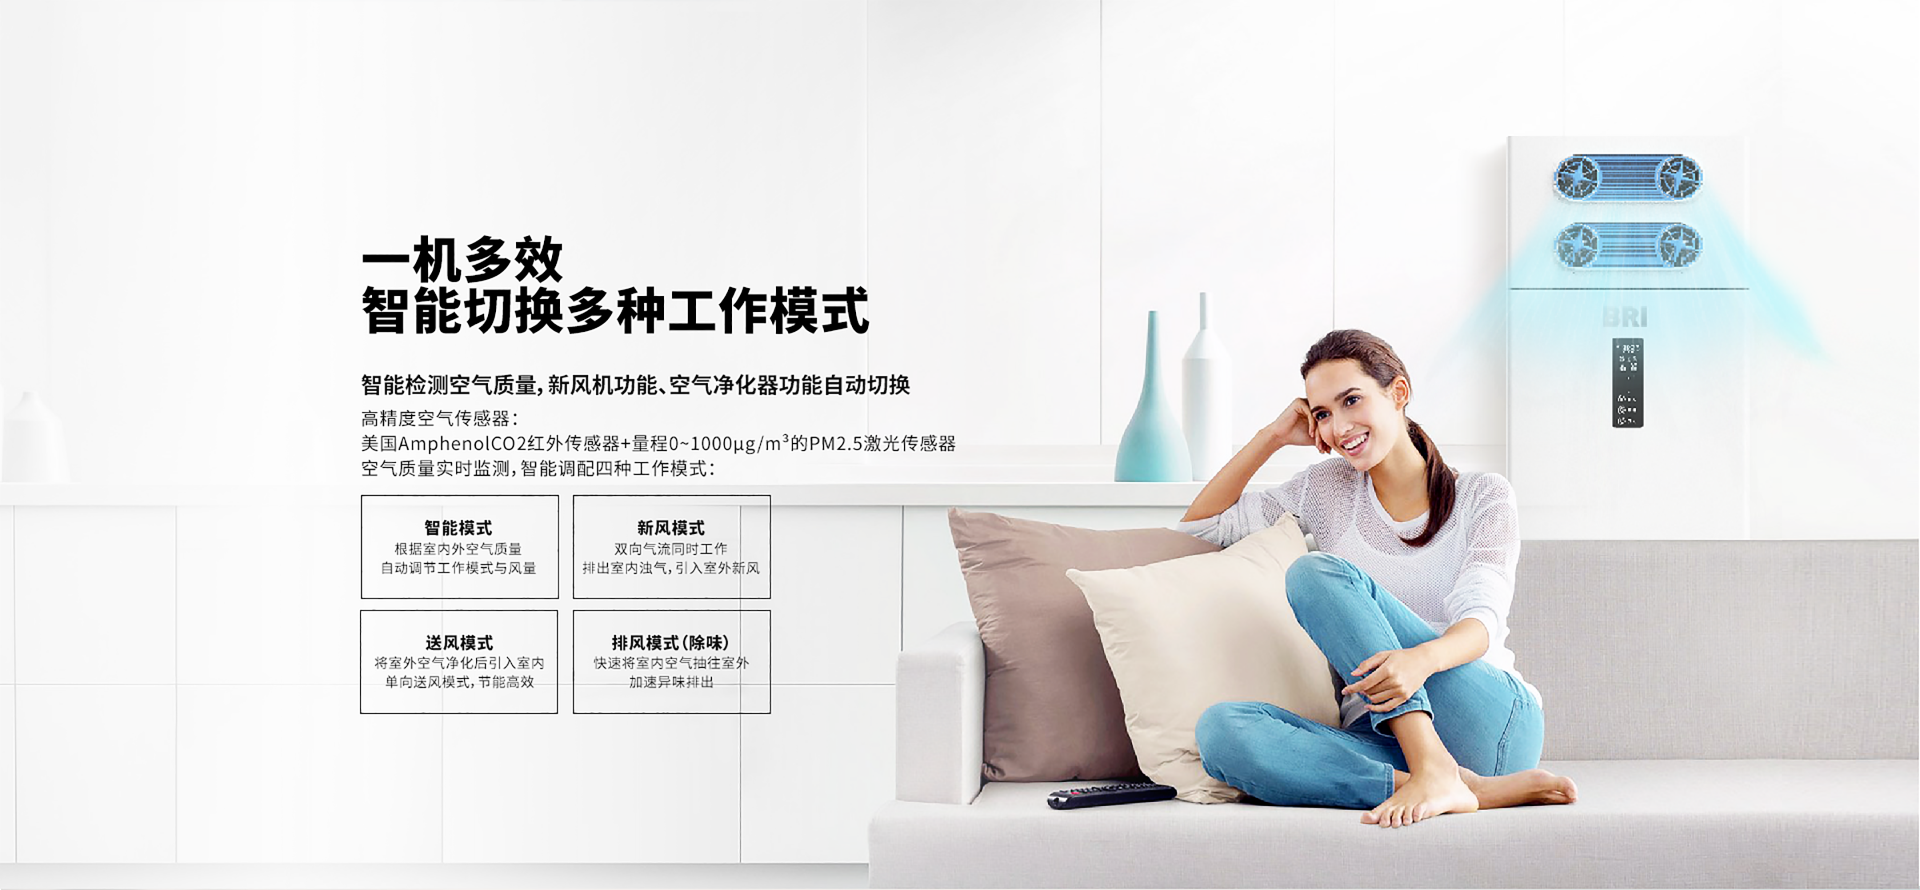 一机多效
智能切换多种工作模式
智能检测空气质量，新风机功能、空气净化器功能自动切换
高精度空气传感器：
美国AmphenolCO2红外传感器+量程0~1000μg/m³的PM2.5激光传感器
空气质量实时监测，智能调配四种工作模式：
智能模式
根据室内外空气质量
自动调节工作模式与风量
新风模式
双向气流同时工作
排出室内浊气，引入室外新风
送风模式
将室外空气净化后引入室内
单向送风模式，节能高效
排风模式（除味）
快速将室内空气抽往室外
加速异味排出
BRI